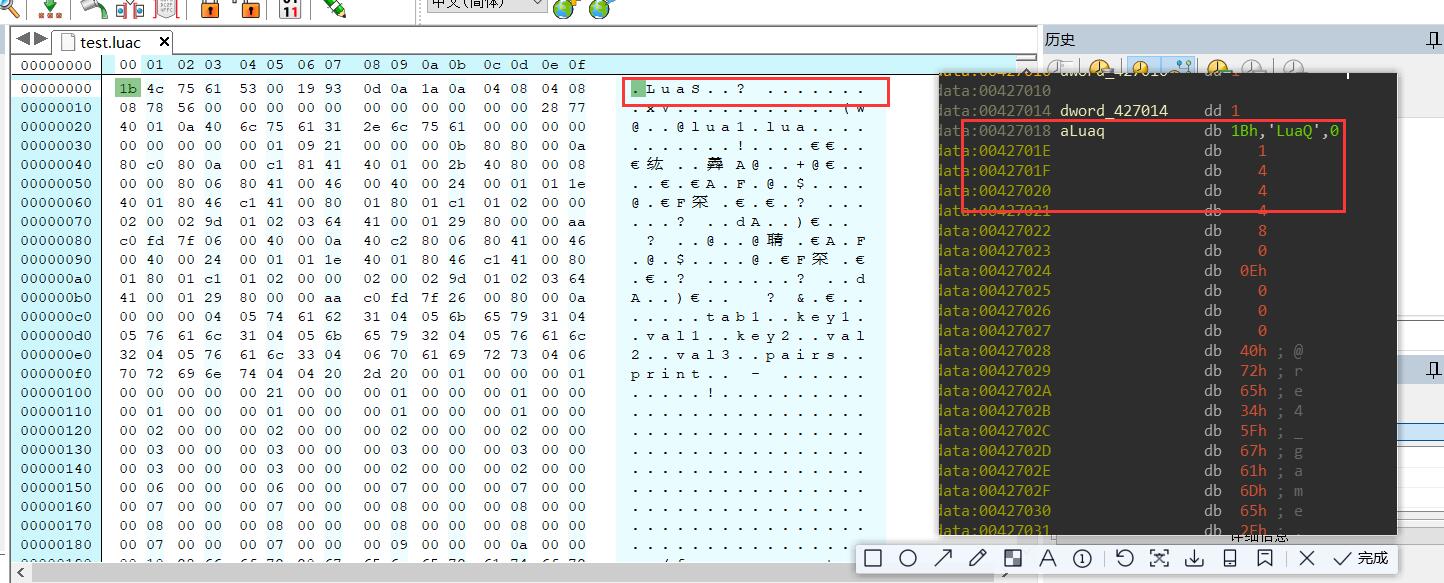 中文(简体)
test.luac
历史
00000000 00 01 02 03 04 05 06 07 08 09 0a 0b 0c 0d 0e 0f
00000000 1b 4c 75 61 53 00 19 93 0d 0a 1a 0a 04 08 04 08 .LuaS..?........
00000010 08 78 56 00 00 00 00 00 00 00 00 00 00 00 28 77 .xV...........(w
00000020 40 01 0a 40 6c 75 61 31 2e 6c 75 61 00 00 00 00 @..@lua1.lua....
00000030 00 00 00 00 00 01 09 21 00 00 00 0b 80 80 00 0a .......!....€€..
00000040 80 c0 80 0a 00 c1 81 41 40 01 00 2b 40 80 00 08
00000050 00 00 80 06 80 41 00 46 00 40 00 24 00 01 01 1e ..€.€A.F.@.$....
00000060 40 01 80 46 c1 41 00 80 01 80 01 c1 01 02 00 00
00000070 02 00 02 9d 01 02 03 64 41 00 01 29 80 00 00 aa
00000080 c0 fd 7f 06 00 40 00 0a 40 c2 80 06 80 41 00 46
00000090 00 40 00 24 00 01 01 1e 40 01 80 46 c1 41 00 80
000000a0 01 80 01 c1 01 02 00 00 02 00 02 9d 01 02 03 64
000000b0 41 00 01 29 80 00 00 aa c0 fd 7f 26 00 80 00 0a
000000c0 00 00 00 04 05 74 61 62 31 04 05 6b 65 79 31 04 .....tab1..key1.
000000d0 05 76 61 6c 31 04 05 6b 65 79 32 04 05 76 61 6c .val1..key2..val
000000e0 32 04 05 76 61 6c 33 04 06 70 61 69 72 73 04 06 2..val3..pairs..
000000f0 70 72 69 6e 74 04 04 20 2d 20 00 01 00 00 00 01 print.. - ......
00000100 00 00 00 00 00 21 00 00 00 01 00 00 00 01 00 00 .....!..........
00000110 00 01 00 00 00 01 00 00 00 01 00 00 00 01 00 00 ................
00000120 00 02 00 00 00 02 00 00 00 02 00 00 00 02 00 00 ................
00000130 00 03 00 00 00 03 00 00 00 03 00 00 00 03 00 00 ................
00000140 00 03 00 00 00 03 00 00 00 02 00 00 00 02 00 00 ................
00000150 00 06 00 00 00 06 00 00 00 07 00 00 00 07 00 00 ................
00000160 00 07 00 00 00 07 00 00 00 08 00 00 00 08 00 00 ................
00000170 00 08 00 00 00 08 00 00 00 08 00 00 00 08 00 00 ................
00000180 00 07 00 00 00 07 00 00 00 09 00 00 00 0a 00 00 ................
data:00427010
data:00427014 dword_427014 dd 1
data:00427018 aLuaq db 1Bh,'LuaQ',0
data:0042701E db 1
data:0042701F db 4
data:00427020 db 4
data:00427021 db 4
data:00427022 db 8
data:00427023 db 0
data:00427024 db 0Eh
data:00427025 db 0
data:00427026 db 0
data:00427027 db 0
data:00427028 db 40h ; @
data:00427029 db 72h ; r
data:0042702A db 65h ; e
data:0042702B db 34h ; 4
data:0042702C db 5Fh ; _
data:0042702D db 67h ; g
data:0042702E db 61h ; a
data:0042702F db 6Dh ; m
data:00427030 db 65h ; e
data:00427031 db 2Eh ; .
详细信息
完成